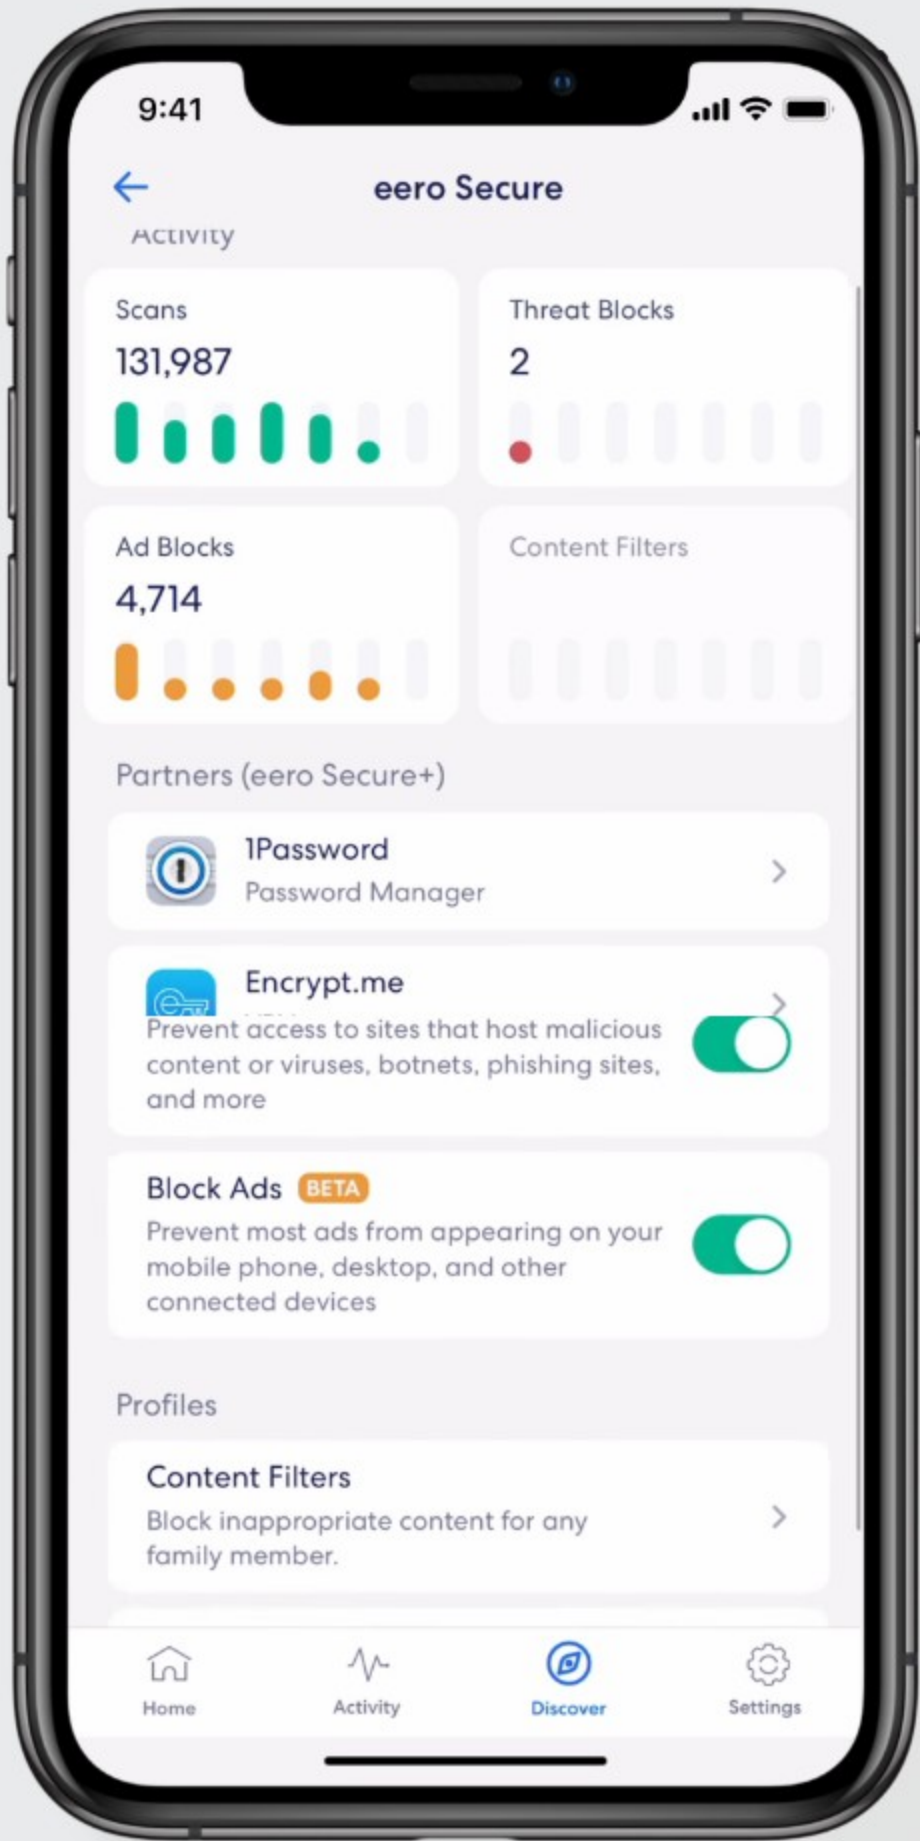 9:41
eero Secure
Activity
Scans
131,987
Threat Blocks
2
Ad Blocks
4,714
Content Filters
Partners (eero Secure+)
1Password
Password Manager
Encrypt.me
Prevent access to sites that host malicious
content or viruses, botnets, phishing sites,
and more
Block Ads BETA
Prevent most ads from appearing on your
mobile phone, desktop, and other
connected devices
Profiles
Content Filters
Block inappropriate content for any
family member.
Home
Activity
Discover
Settings